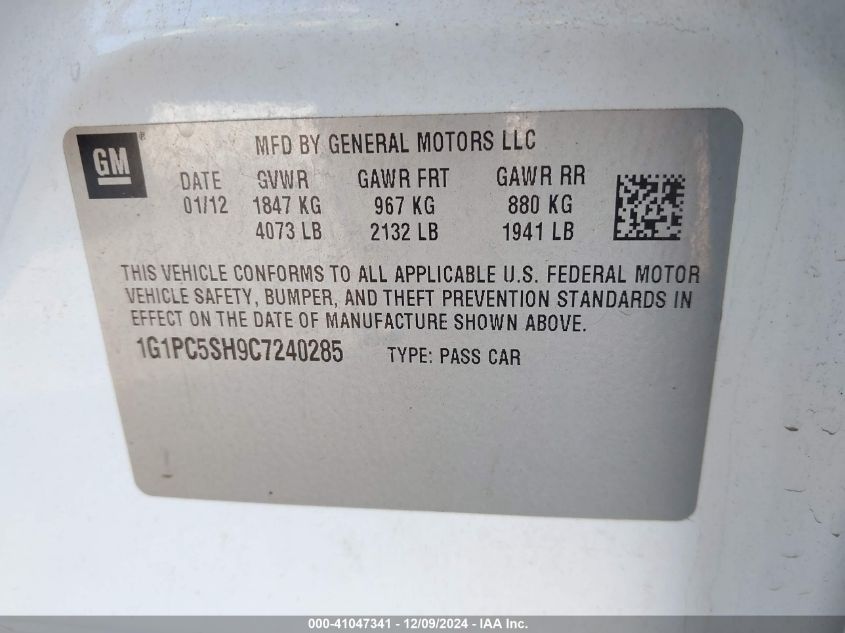 GM ®
MFD BY GENERAL MOTORS LLC
DATE GVWR GAWR FRT GAWR RR
01/12 1847 KG 967 KG 880 KG
4073 LB 2132 LB 1941 LB
THIS VEHICLE CONFORMS TO ALL APPLICABLE U.S. FEDERAL MOTOR
VEHICLE SAFETY, BUMPER, AND THEFT PREVENTION STANDARDS IN
EFFECT ON THE DATE OF MANUFACTURE SHOWN ABOVE.
1G1PC5SH9C7240285 TYPE: PASS CAR
000-41047341 - 12/09/2024 - IAA Inc.